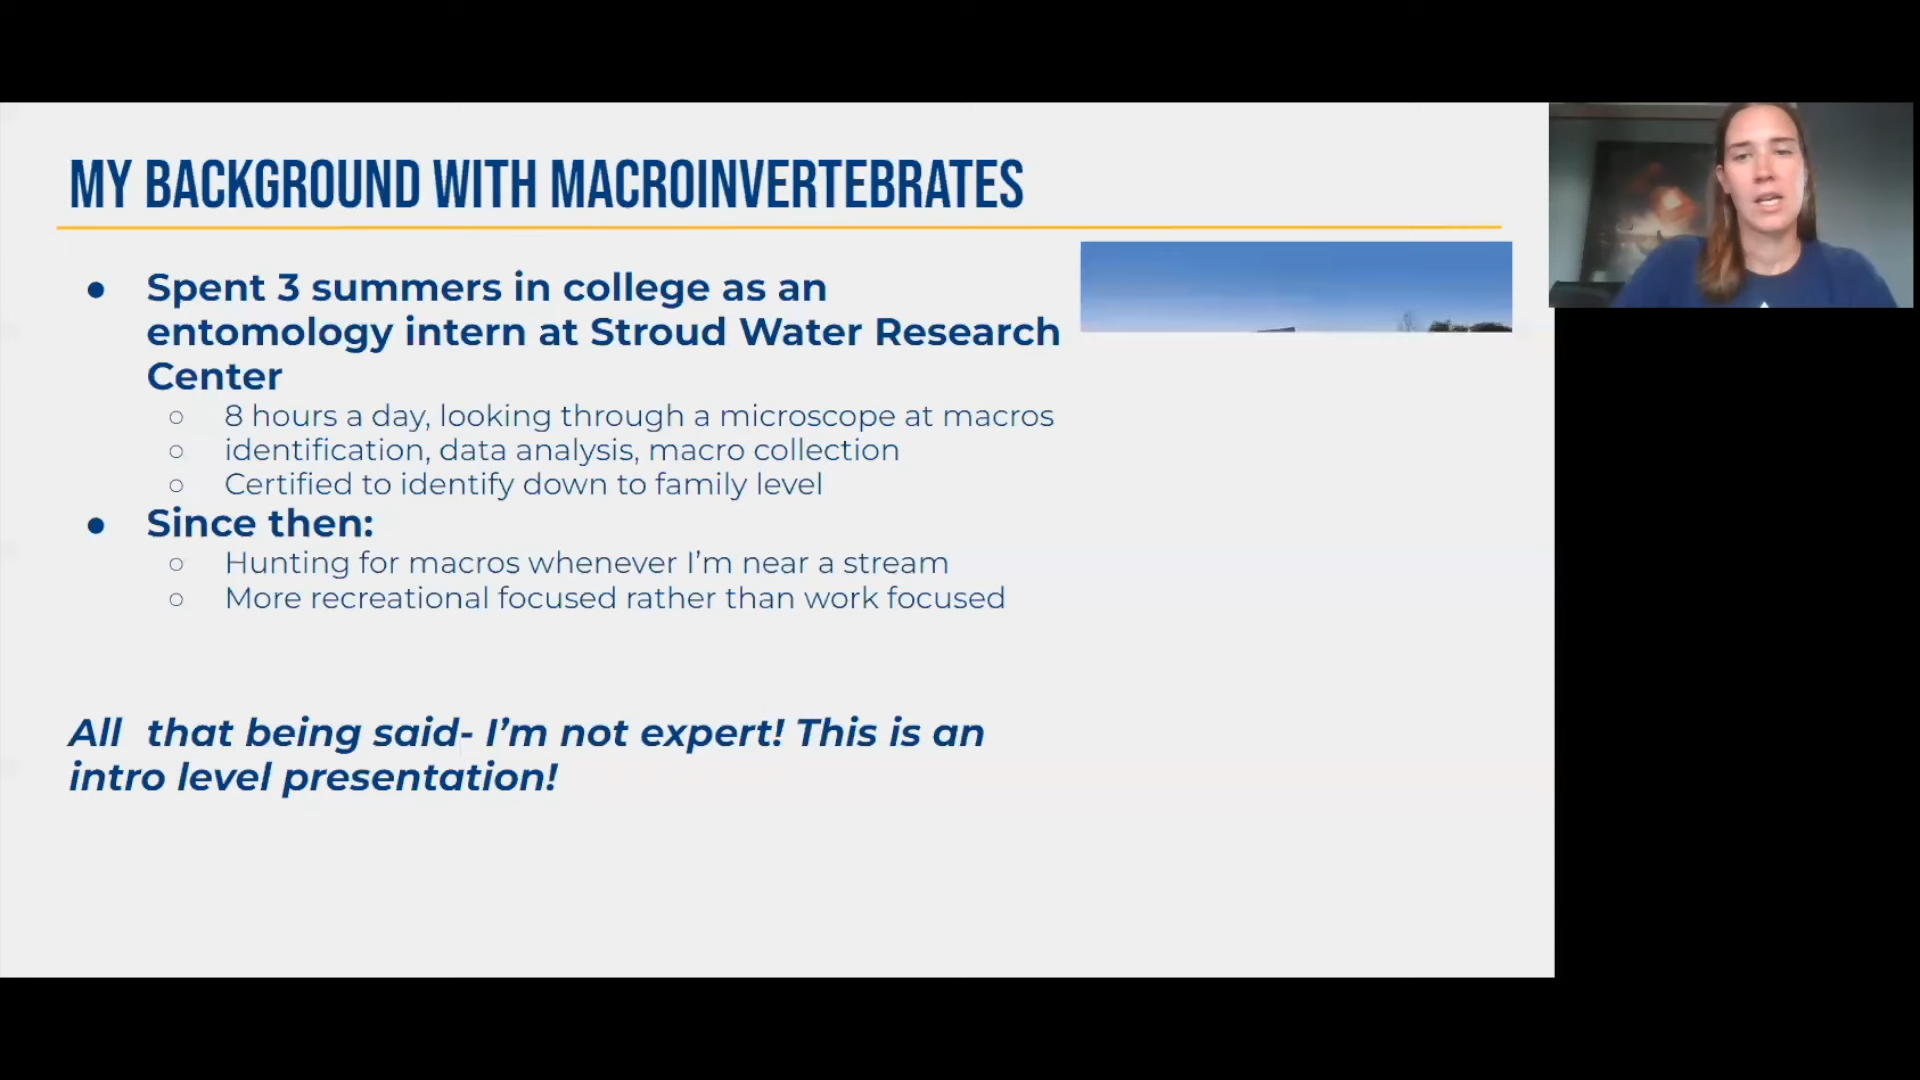 MY BACKGROUND WITH MACROINVERTEBRATES
● Spent 3 summers in college as an
entomology intern at Stroud Water Research
Center
○ 8 hours a day, looking through a microscope at macros
○ identification, data analysis, macro collection
○ Certified to identify down to family level
● Since then:
○ Hunting for macros whenever I’m near a stream
○ More recreational focused rather than work focused
All that being said- I’m not expert! This is an
intro level presentation!